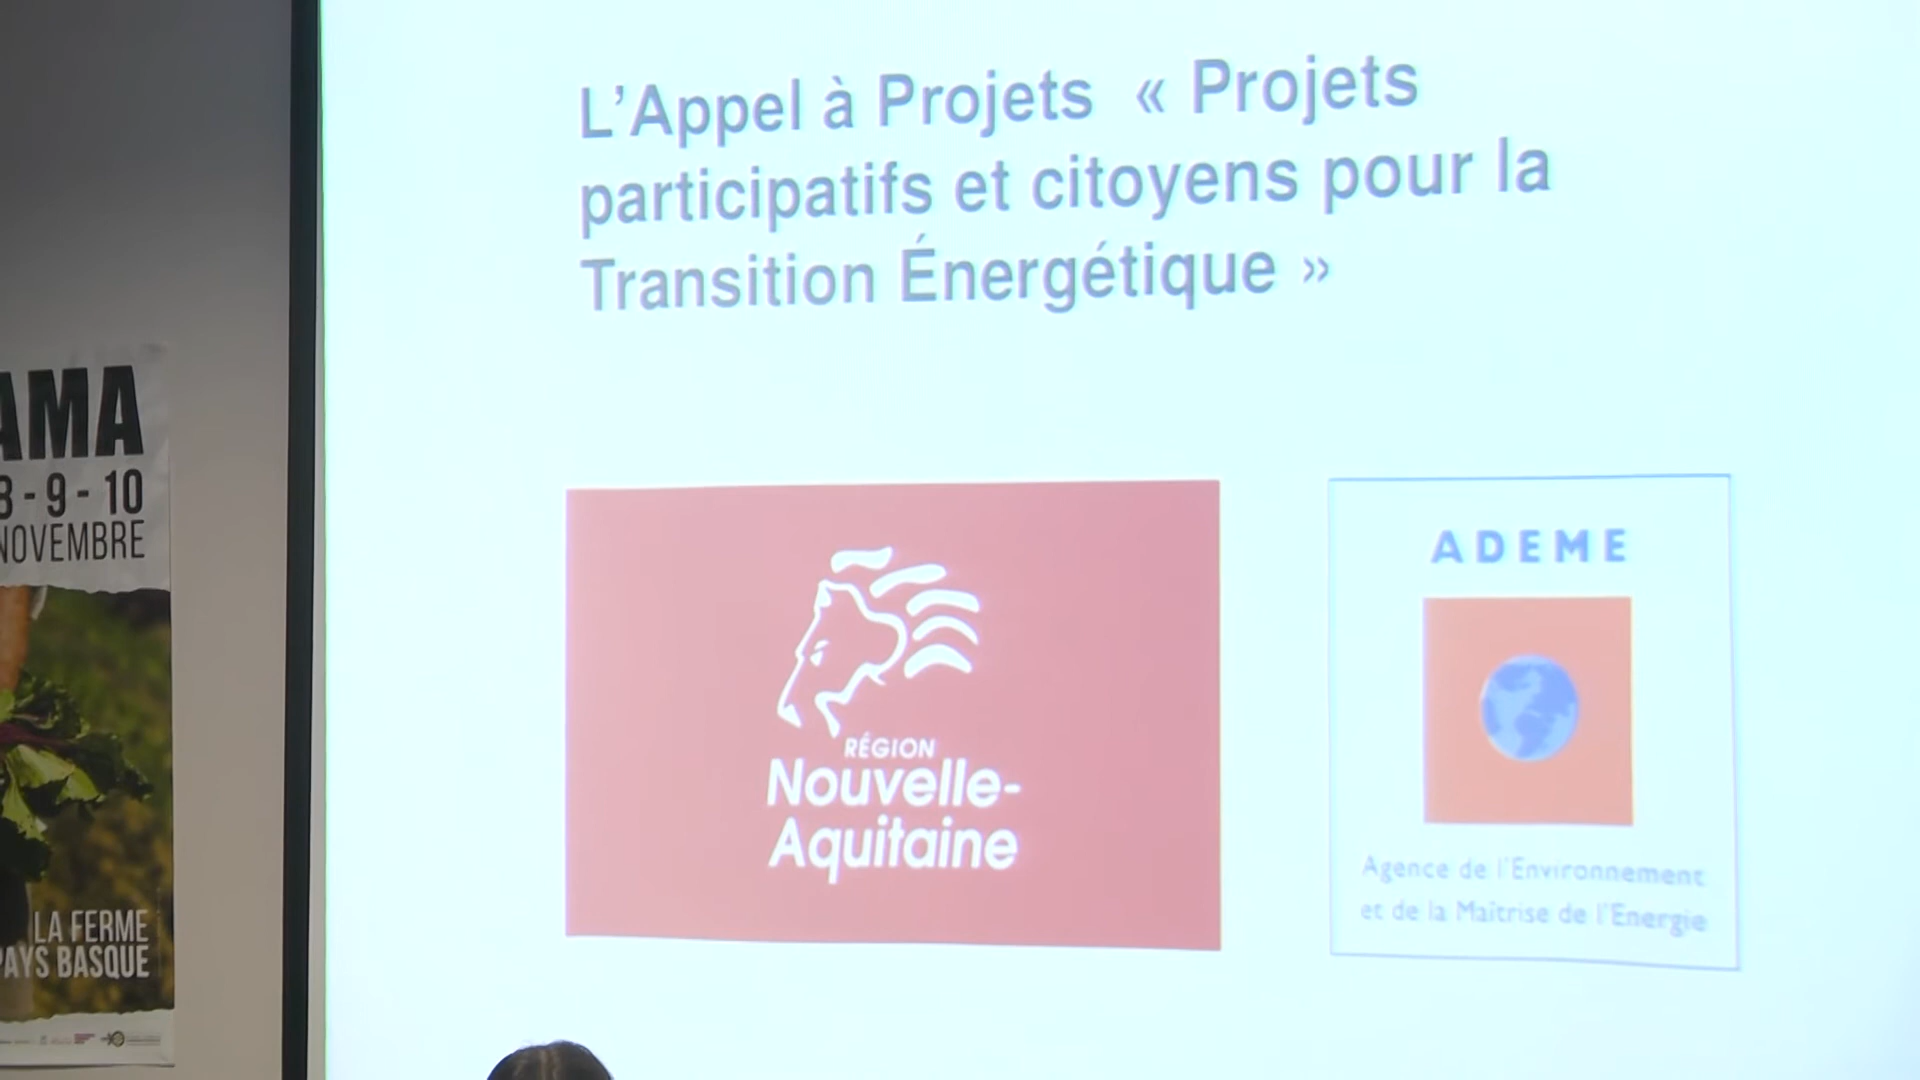 L'Appel à Projets « Projets
participatifs et citoyens pour la
Transition Énergétique »
RÉGION
Nouvelle-
Aquitaine
ADEME
Agence de l'Environnement
et de la Maîtrise de l'Energie
AMA
8 - 9 - 10
NOVEMBRE
LA FERME
PAYS BASQUE